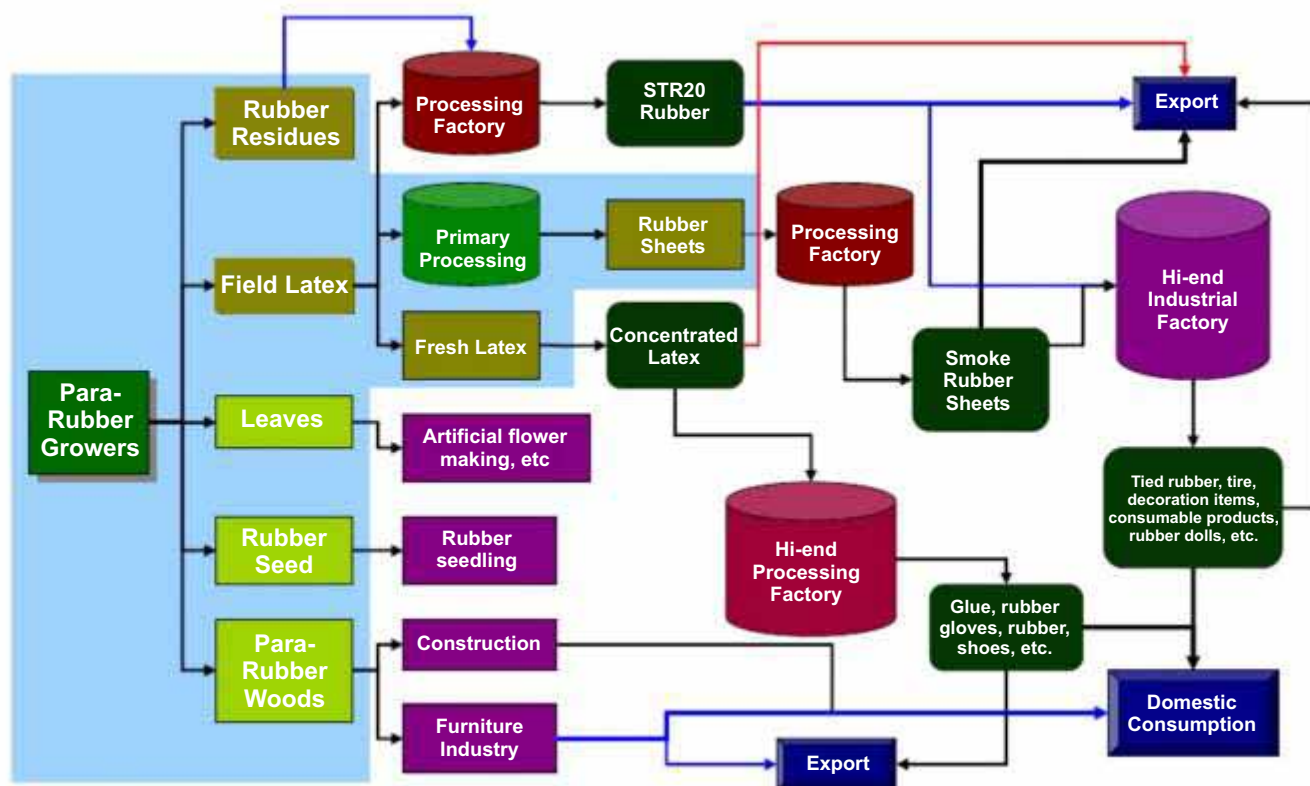 Rubber
Residues
Processing
Factory
STR20
Rubber
Export
Primary
Processing
Rubber
Sheets
Processing
Factory
Hi-end
Industrial
Factory
Field Latex
Fresh Latex
Concentrated
Latex
Smoke
Rubber
Sheets
Para-
Rubber
Growers
Leaves
Artificial flower
making, etc
Tied rubber, tire,
decoration items,
consumable products,
rubber dolls, etc.
Rubber
Seed
Rubber
seedling
Hi-end
Processing
Factory
Glue, rubber
gloves, rubber,
shoes, etc.
Para-
Rubber
Woods
Construction
Furniture
Industry
Export
Domestic
Consumption